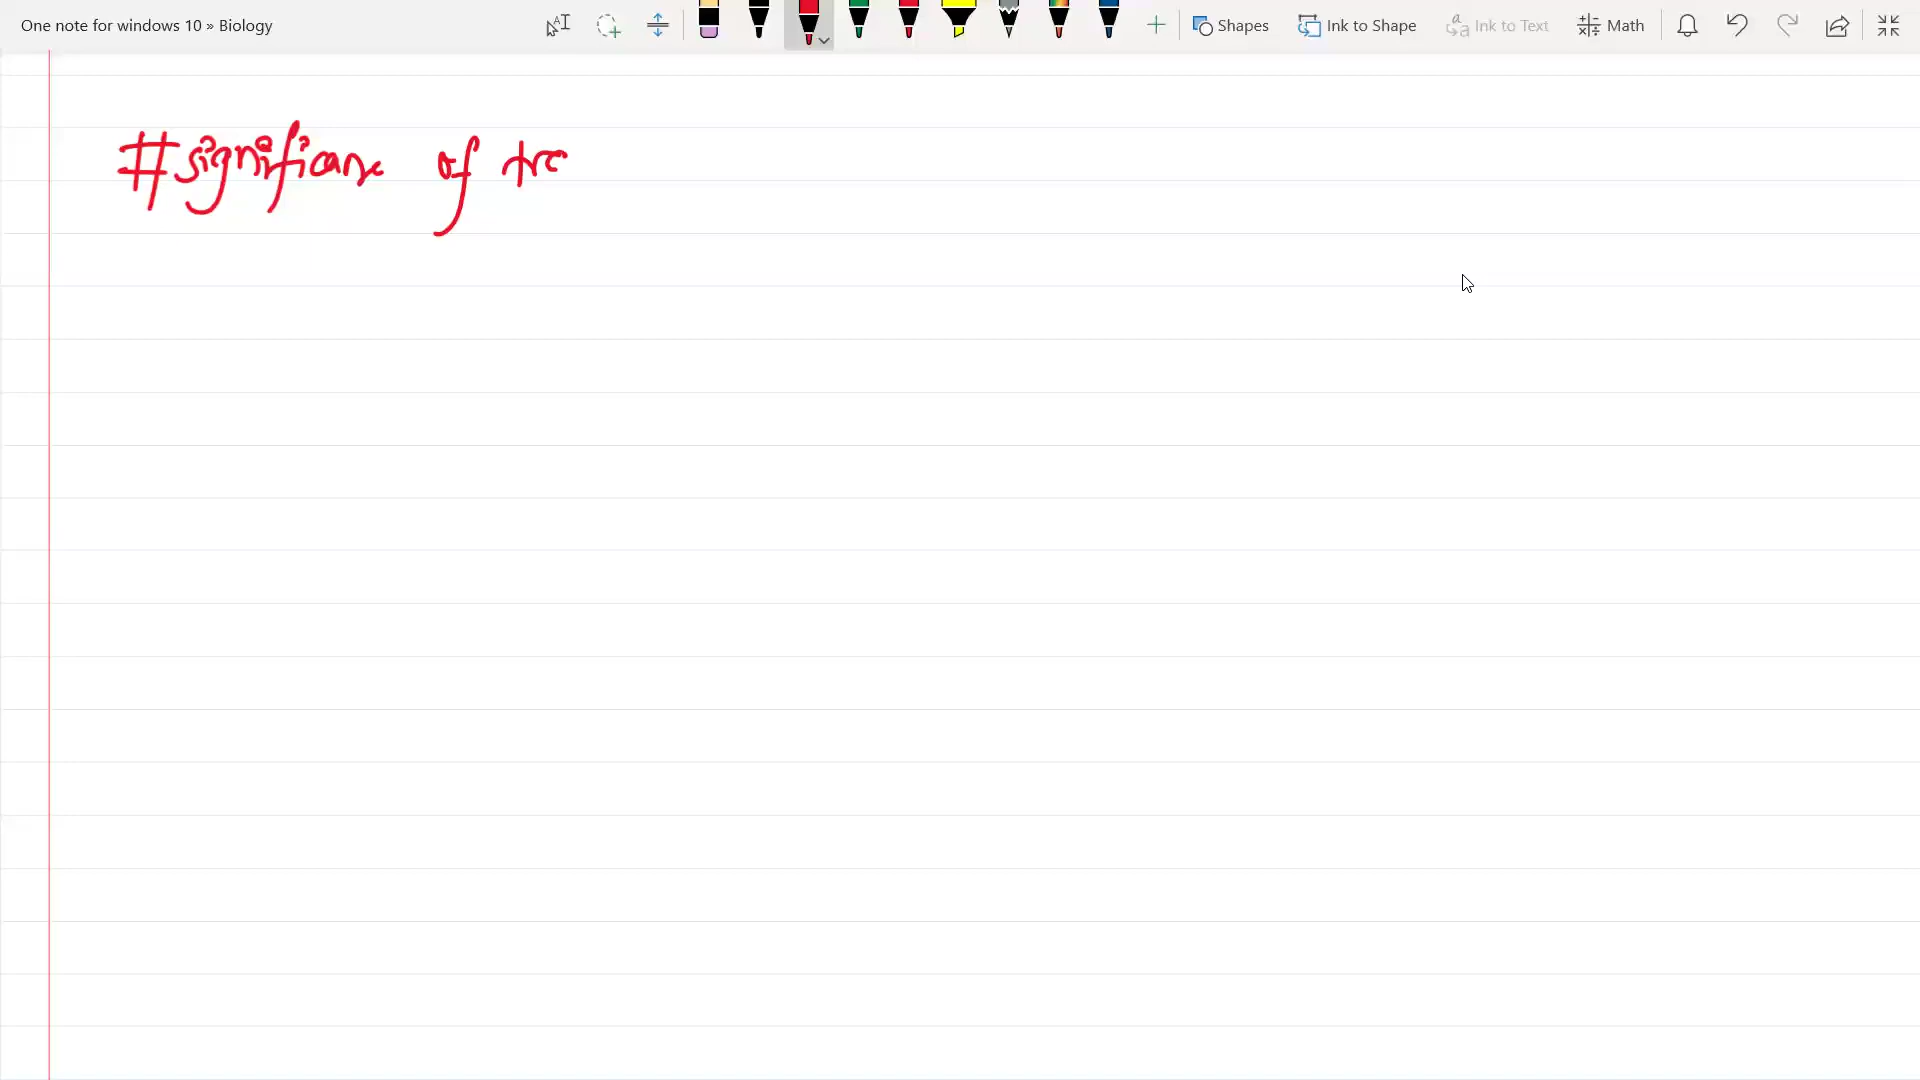 One note for windows 10 » Biology
Shapes
Ink to Shape
Ink to Text
Math
#significance of tre